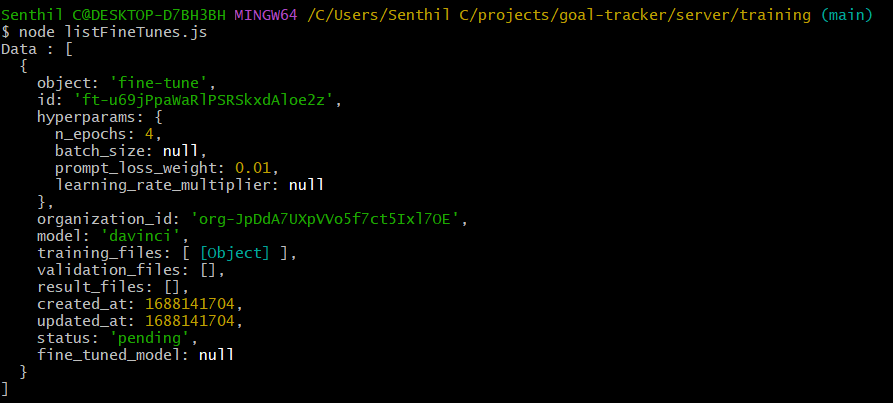 Senthil C@DESKTOP-D7BH3BH MINGW64 /C/Users/Senthil C/projects/goal-tracker/server/training (main)
$ node listFineTunes.js
Data : [
  {
    object: 'fine-tune',
    id: 'ft-u69jPpaWaRlPSRSkxdAloe2z',
    hyperparams: {
      n_epochs: 4,
      batch_size: null,
      prompt_loss_weight: 0.01,
      learning_rate_multiplier: null
    },
    organization_id: 'org-JpDdA7UXpVVo5f7ct5Ixl7OE',
    model: 'davinci',
    training_files: [ [Object] ],
    validation_files: [],
    result_files: [],
    created_at: 1688141704,
    updated_at: 1688141704,
    status: 'pending',
    fine_tuned_model: null
  }
]